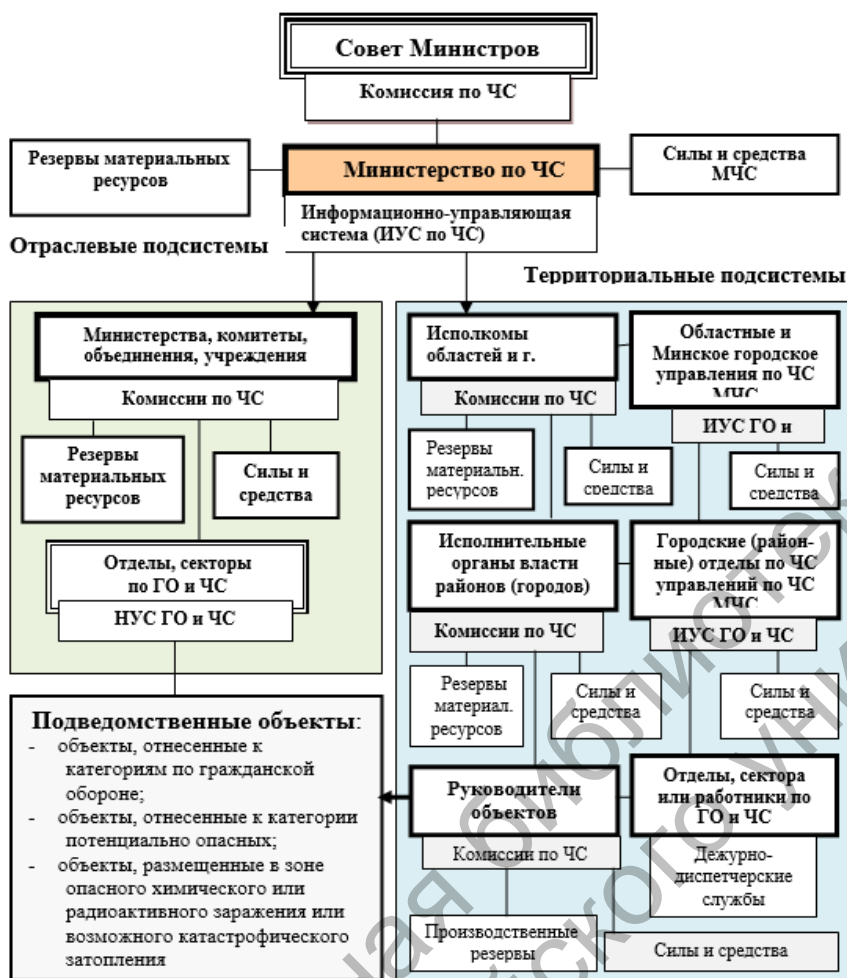 Совет Министров
Комиссия по ЧС
Резервы материальных
ресурсов
Министерство по ЧС
Силы и средства
МЧС
Информационно-управляющая
система (ИУС по ЧС)
Отраслевые подсистемы
Территориальные подсистемы
Министерства, комитеты,
объединения, учреждения
Комиссии по ЧС
Резервы
материальных
ресурсов
Силы и
средства
Отделы, секторы
по ГО и ЧС
НУС ГО и ЧС
Исполкомы
областей и г.
Комиссии по ЧС
Резервы
материальн.
ресурсов
Силы и
средства
Областные и
Минское городское
управления по ЧС
МЧС
ИУС ГО и
Силы и
средства
Исполнительные
органы власти
районов (городов)
Комиссии по ЧС
Резервы
материал.
ресурсов
Силы и
средства
Городские (район-
ные) отделы по ЧС
управлений по ЧС
МЧС
ИУС ГО и ЧС
Силы и
средства
Подведомственные объекты:
- объекты, отнесенные к
категориям по гражданской
обороне;
- объекты, отнесенные к категории
потенциально опасных;
- объекты, размещенные в зоне
опасного химического или
радиоактивного заражения или
возможного катастрофического
затопления
Руководители
объектов
Комиссии по ЧС
Производственные
резервы
Отделы, сектора
или работники по
ГО и ЧС
Дежурно-
диспетчерские
службы
Силы и средства